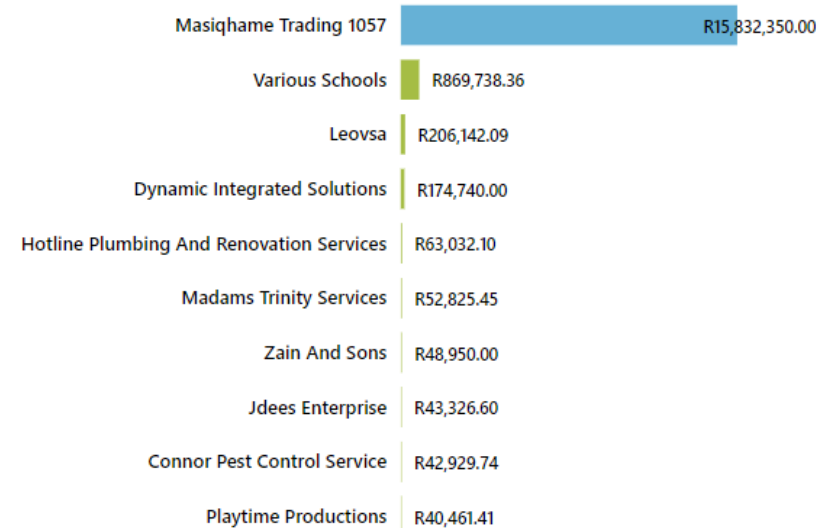 Masiqhame Trading 1057 R15,832,350.00
Various Schools R869,738.36
Leovsa R206,142.09
Dynamic Integrated Solutions R174,740.00
Hotline Plumbing And Renovation Services R63,032.10
Madams Trinity Services R52,825.45
Zain And Sons R48,950.00
Jdees Enterprise R43,326.60
Connor Pest Control Service R42,929.74
Playtime Productions R40,461.41